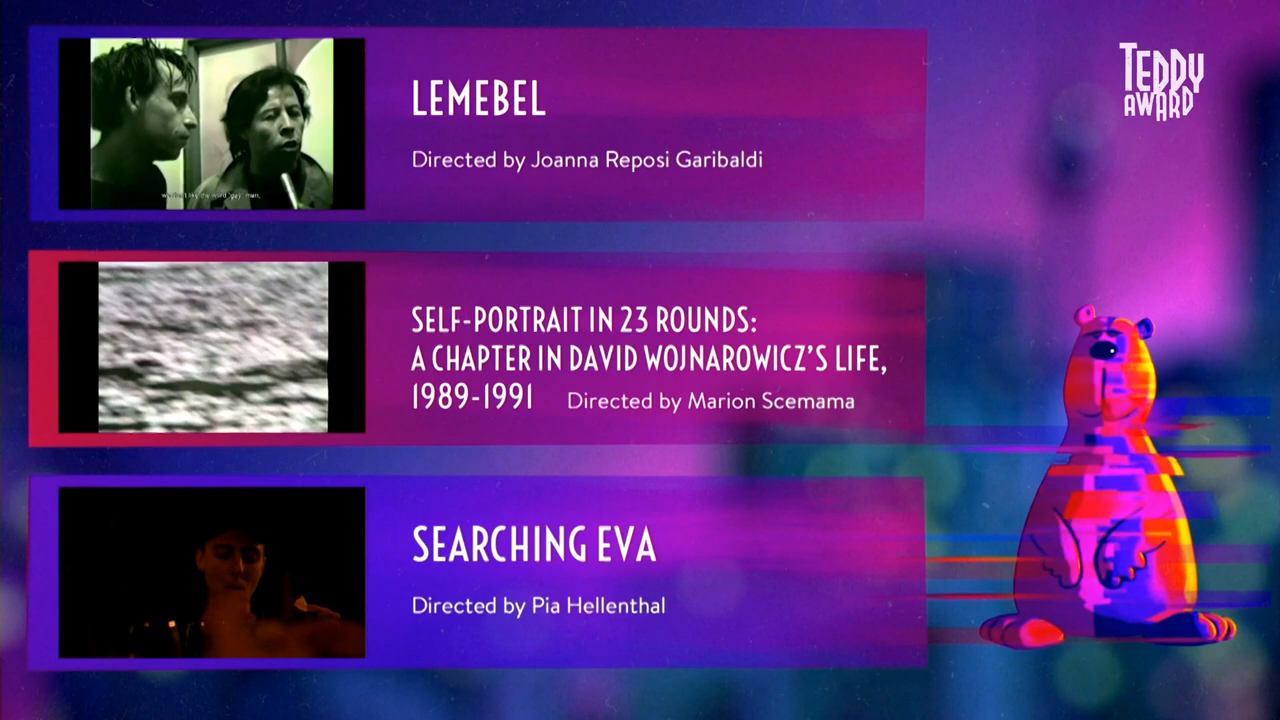 TEDDY
AWARD
LEMEBEL
Directed by Joanna Reposi Garibaldi
SELF-PORTRAIT IN 23 ROUNDS:
A CHAPTER IN DAVID WOJNAROWICZ'S LIFE,
1989-1991 Directed by Marion Scemama
SEARCHING EVA
Directed by Pia Hellenthal